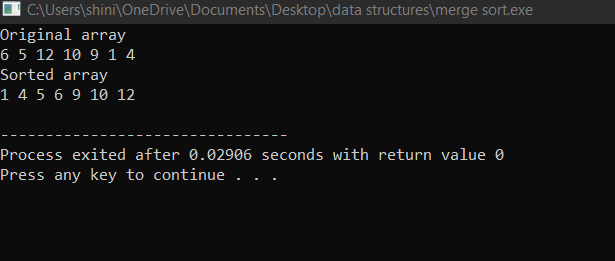 C:\Users\shini\OneDrive\Documents\Desktop\data structures\merge sort.exe
Original array
6 5 12 10 9 1 4
Sorted array
1 4 5 6 9 10 12
--------------------------------
Process exited after 0.02906 seconds with return value 0
Press any key to continue . . .